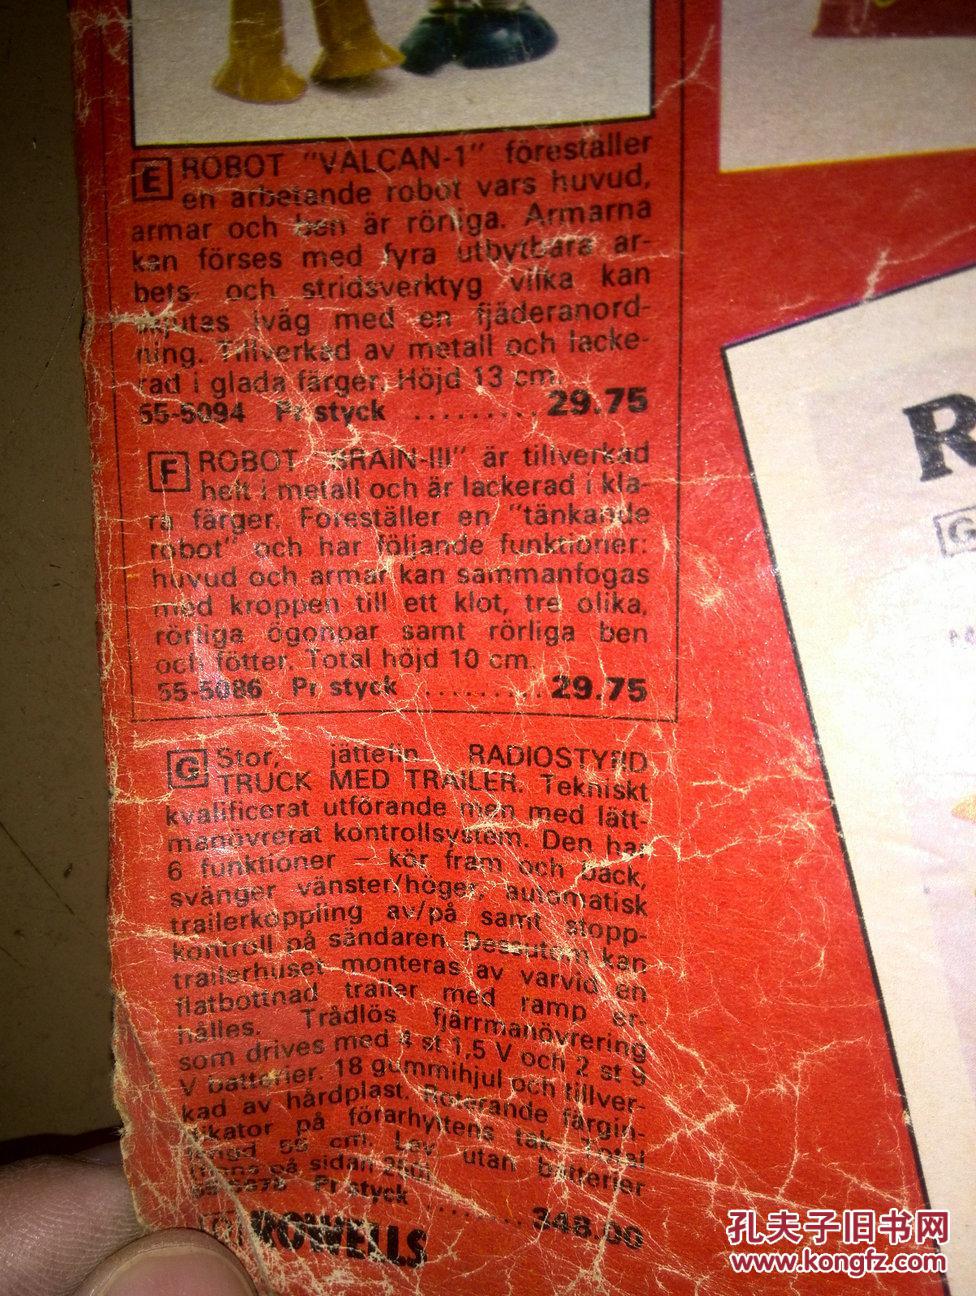 E ROBOT "VALCAN-1" föreställer
en arbetande robot vars huvud,
armar och ben är rörliga. Armarna
kan förses med fyra utbytbara ar-
bets- och stridsverktyg vilka kan
skjutas iväg med en fjäderanord-
ning. Tillverkad av metall och lacke-
rad i glada färger. Höjd 13 cm.
55-5094 Pr styck .......... 29.75
F ROBOT "BRAIN-III" är tillverkad
helt i metall och är lackerad i kla-
ra färger. Föreställer en "tänkande
robot" och har följande funktioner:
huvud och armar kan sammanfogas
med kroppen till ett klot, tre olika,
rörliga ögonpar samt rörliga ben
och fötter. Total höjd 10 cm.
55-5086 Pr styck .......... 29.75
G Stor, jättefin RADIOSTYRD
TRUCK MED TRAILER. Tekniskt
kvalificerat utförande men med lätt-
manövrerat kontrollsystem. Den har
6 funktioner – kör fram och back,
svänger vänster/höger, automatisk
trailerkoppling av/på samt stopp-
kontroll på sändaren. Dessutom kan
trailerhuset monteras av varvid en
flatbottnad trailer med ramp er-
hålles. Trådlös fjärrmanövrering
som drives med 4 st 1,5 V och 2 st 9
V batterier. 18 gummihjul och tillver-
kad av hårdplast. Roterande färgin-
dikator på förarhyttens tak. Total
längd 55 cm. Lev utan batterier
på sidan
Pr styck ........ 348.00
ROWELLS
R
G
孔夫子旧书网
www.kongfz.com